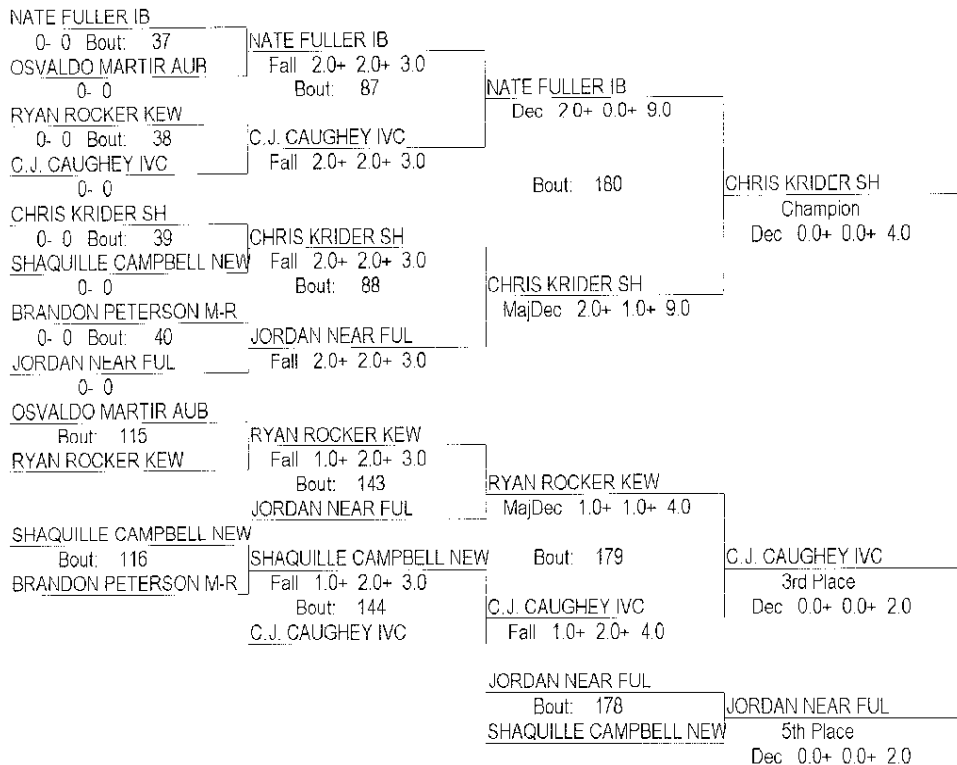 NATE FULLER IB
0- 0 Bout: 37
OSVALDO MARTIR AUB
0- 0
RYAN ROCKER KEW
0- 0 Bout: 38
C.J. CAUGHEY IVC
0- 0
CHRIS KRIDER SH
0- 0 Bout: 39
SHAQUILLE CAMPBELL NEW
0- 0
BRANDON PETERSON M-R
0- 0 Bout: 40
JORDAN NEAR FUL
0- 0
NATE FULLER IB
Fall 2.0+ 2.0+ 3.0
Bout: 87
C.J. CAUGHEY IVC
Fall 2.0+ 2.0+ 3.0
CHRIS KRIDER SH
Fall 2.0+ 2.0+ 3.0
Bout: 88
JORDAN NEAR FUL
Fall 2.0+ 2.0+ 3.0
NATE FULLER IB
Dec 2.0+ 0.0+ 9.0
Bout: 180
CHRIS KRIDER SH
MajDec 2.0+ 1.0+ 9.0
CHRIS KRIDER SH
Champion
Dec 0.0+ 0.0+ 4.0
OSVALDO MARTIR AUB
Bout: 115
RYAN ROCKER KEW
SHAQUILLE CAMPBELL NEW
Bout: 116
BRANDON PETERSON M-R
RYAN ROCKER KEW
Fall 1.0+ 2.0+ 3.0
Bout: 143
JORDAN NEAR FUL
SHAQUILLE CAMPBELL NEW
Fall 1.0+ 2.0+ 3.0
Bout: 144
C.J. CAUGHEY IVC
RYAN ROCKER KEW
MajDec 1.0+ 1.0+ 4.0
Bout: 179
C.J. CAUGHEY IVC
Fall 1.0+ 2.0+ 4.0
C.J. CAUGHEY IVC
3rd Place
Dec 0.0+ 0.0+ 2.0
JORDAN NEAR FUL
Bout: 178
SHAQUILLE CAMPBELL NEW
JORDAN NEAR FUL
5th Place
Dec 0.0+ 0.0+ 2.0